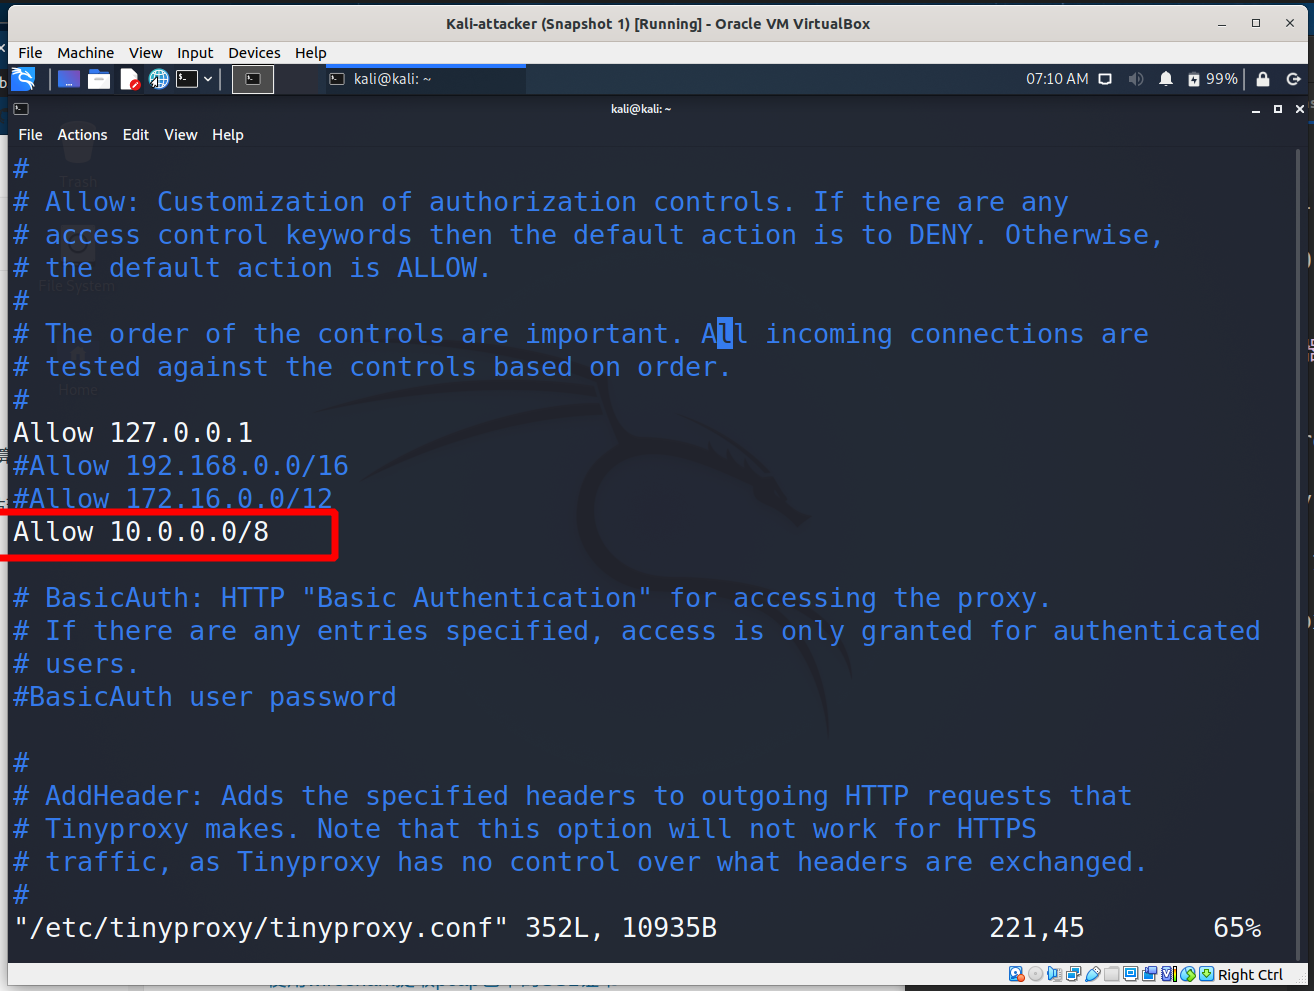 Kali-attacker (Snapshot 1) [Running] - Oracle VM VirtualBox
File Machine View Input Devices Help
kali@kali: ~
07:10 AM
99%
kali@kali: ~
File Actions Edit View Help
Trash
#
# Allow: Customization of authorization controls. If there are any
# access control keywords then the default action is to DENY. Otherwise,
# the default action is ALLOW.
File System
#
# The order of the controls are important. All incoming connections are
# tested against the controls based on order.
Home
#
Allow 127.0.0.1
#Allow 192.168.0.0/16
#Allow 172.16.0.0/12
Allow 10.0.0.0/8
# BasicAuth: HTTP "Basic Authentication" for accessing the proxy.
# If there are any entries specified, access is only granted for authenticated
# users.
#BasicAuth user password
#
# AddHeader: Adds the specified headers to outgoing HTTP requests that
# Tinyproxy makes. Note that this option will not work for HTTPS
# traffic, as Tinyproxy has no control over what headers are exchanged.
#
"/etc/tinyproxy/tinyproxy.conf" 352L, 10935B 221,45 65%
Right Ctrl